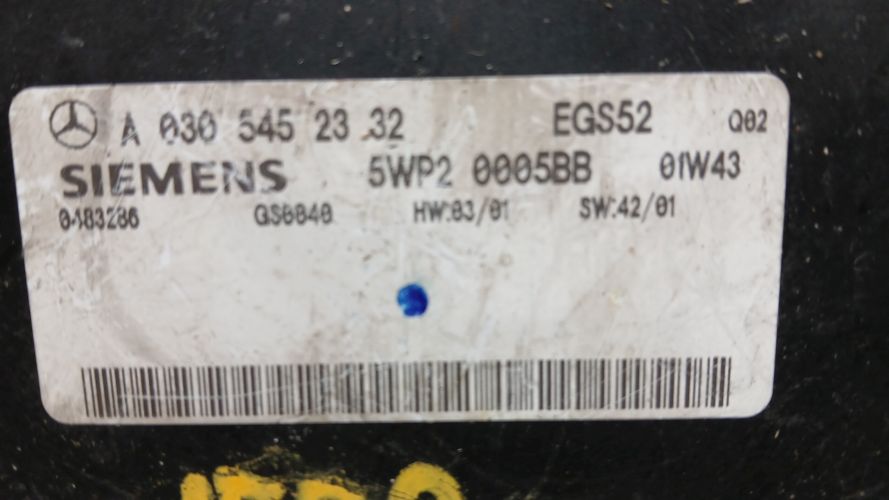 A 030 545 23 32 EGS52 Q02
SIEMENS 5WP2 0005BB 01W43
0483286 GS0040 HW:03/01 SW:42/01